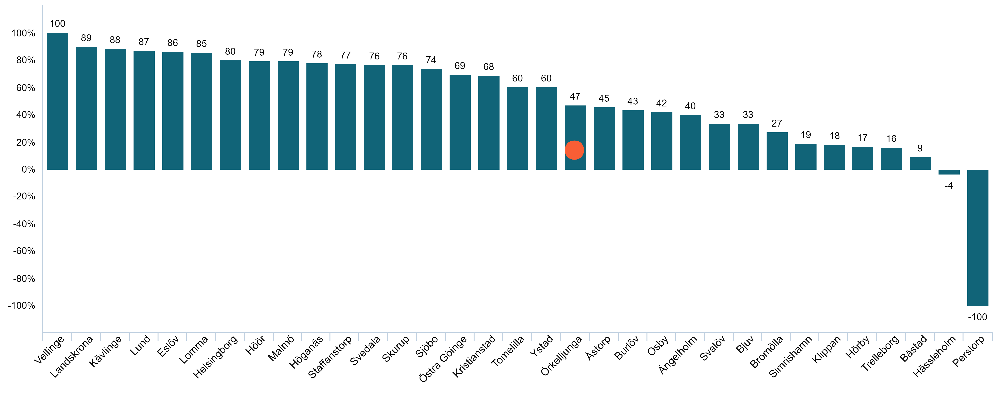 100%
80%
60%
40%
20%
0%
-20%
-40%
-60%
-80%
-100%
100
89
88
87
86
85
80
79
79
78
77
76
76
74
69
68
60
60
47
45
43
42
40
33
33
27
19
18
17
16
9
-4
-100
Vellinge
Landskrona
Kävlinge
Lund
Eslöv
Lomma
Helsingborg
Höör
Malmö
Höganäs
Staffanstorp
Svedala
Skurup
Sjöbo
Östra Göinge
Kristianstad
Tomelilla
Ystad
Örkelljunga
Åstorp
Burlöv
Osby
Ängelholm
Svalöv
Bjuv
Bromölla
Simrishamn
Klippan
Hörby
Trelleborg
Båstad
Hässleholm
Perstorp